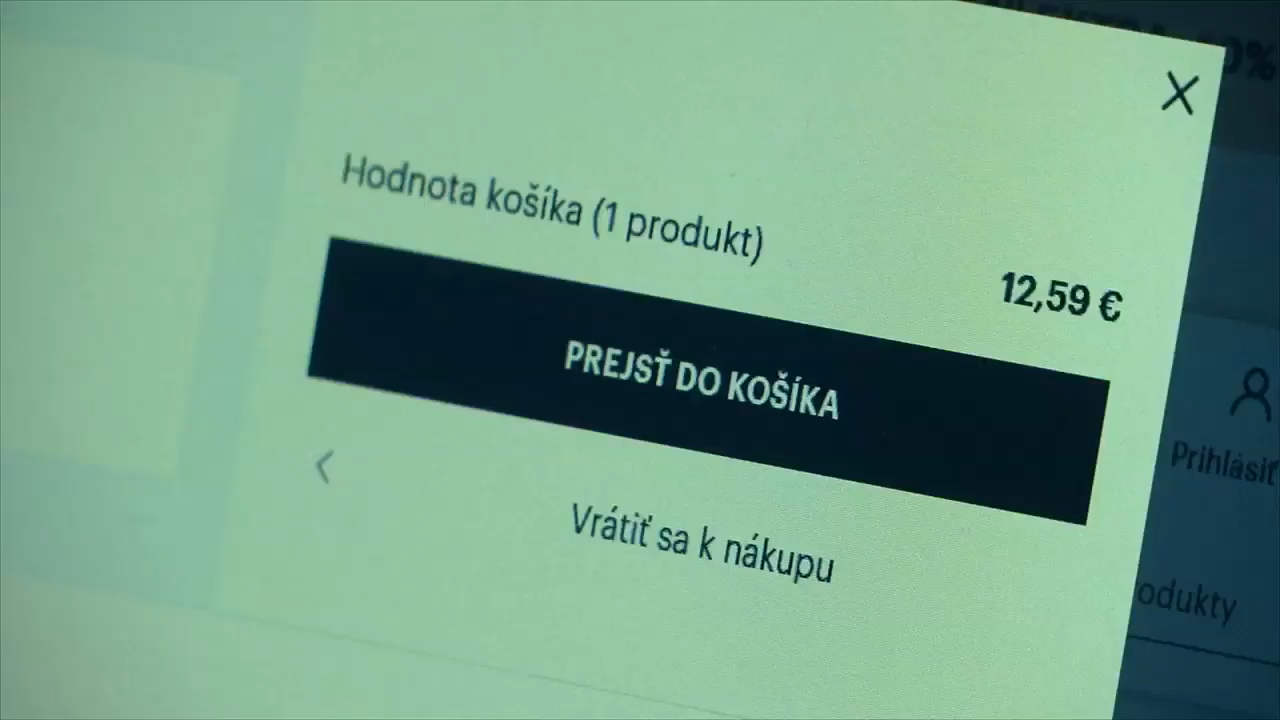 Hodnota košíka (1 produkt)
12,59 €
PREJSŤ DO KOŠÍKA
Vrátiť sa k nákupu
Prihlásiť
odukty